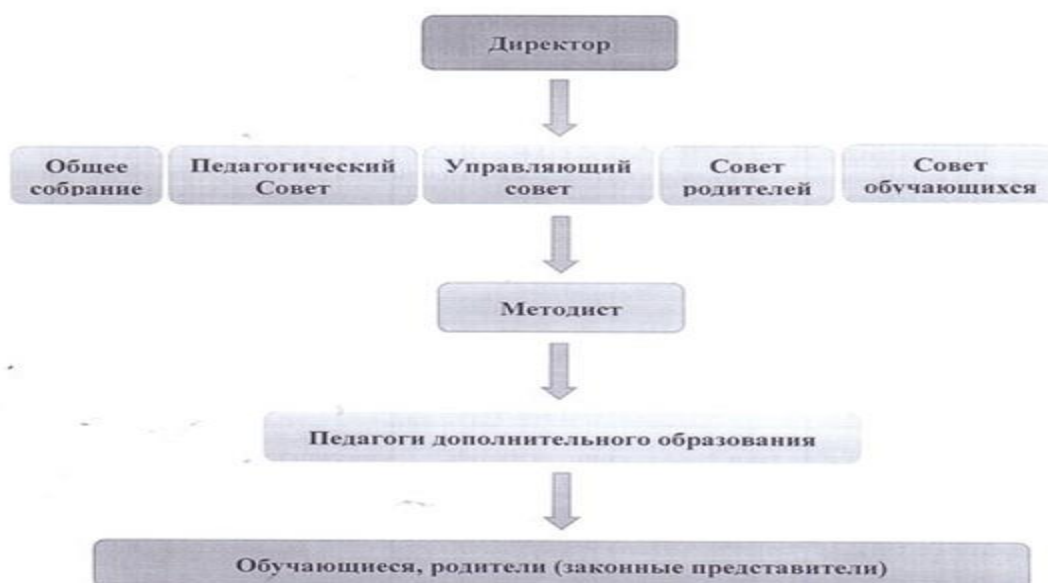 Директор
Общее
собрание
Педагогический
Совет
Управляющий
совет
Совет
родителей
Совет
обучающихся
Методист
Педагоги дополнительного образования
Обучающиеся, родители (законные представители)